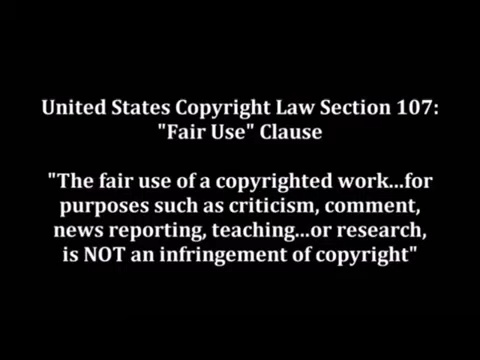 United States Copyright Law Section 107:
"Fair Use" Clause
"The fair use of a copyrighted work...for
purposes such as criticism, comment,
news reporting, teaching...or research,
is NOT an infringement of copyright"